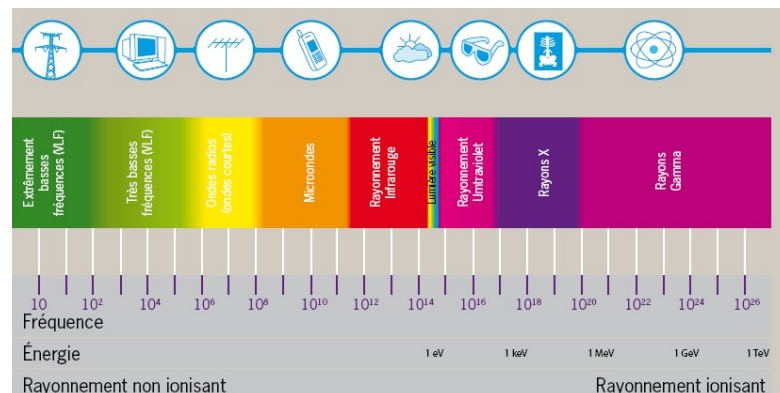 Extrêmement
basses
fréquences (VLF)
Très basses
fréquences (VLF)
Ondes radios
(ondes courtes)
Microondes
Rayonnement
Infrarouge
Lumière visible
Rayonnement
Umtraviolet
Rayons X
Rayons
Gamma
10 10² 10⁴ 10⁶ 10⁸ 10¹⁰ 10¹² 10¹⁴ 10¹⁶ 10¹⁸ 10²⁰ 10²² 10²⁴ 10²⁶
Fréquence
Énergie 1 eV 1 keV 1 MeV 1 GeV 1 TeV
Rayonnement non ionisant Rayonnement ionisant